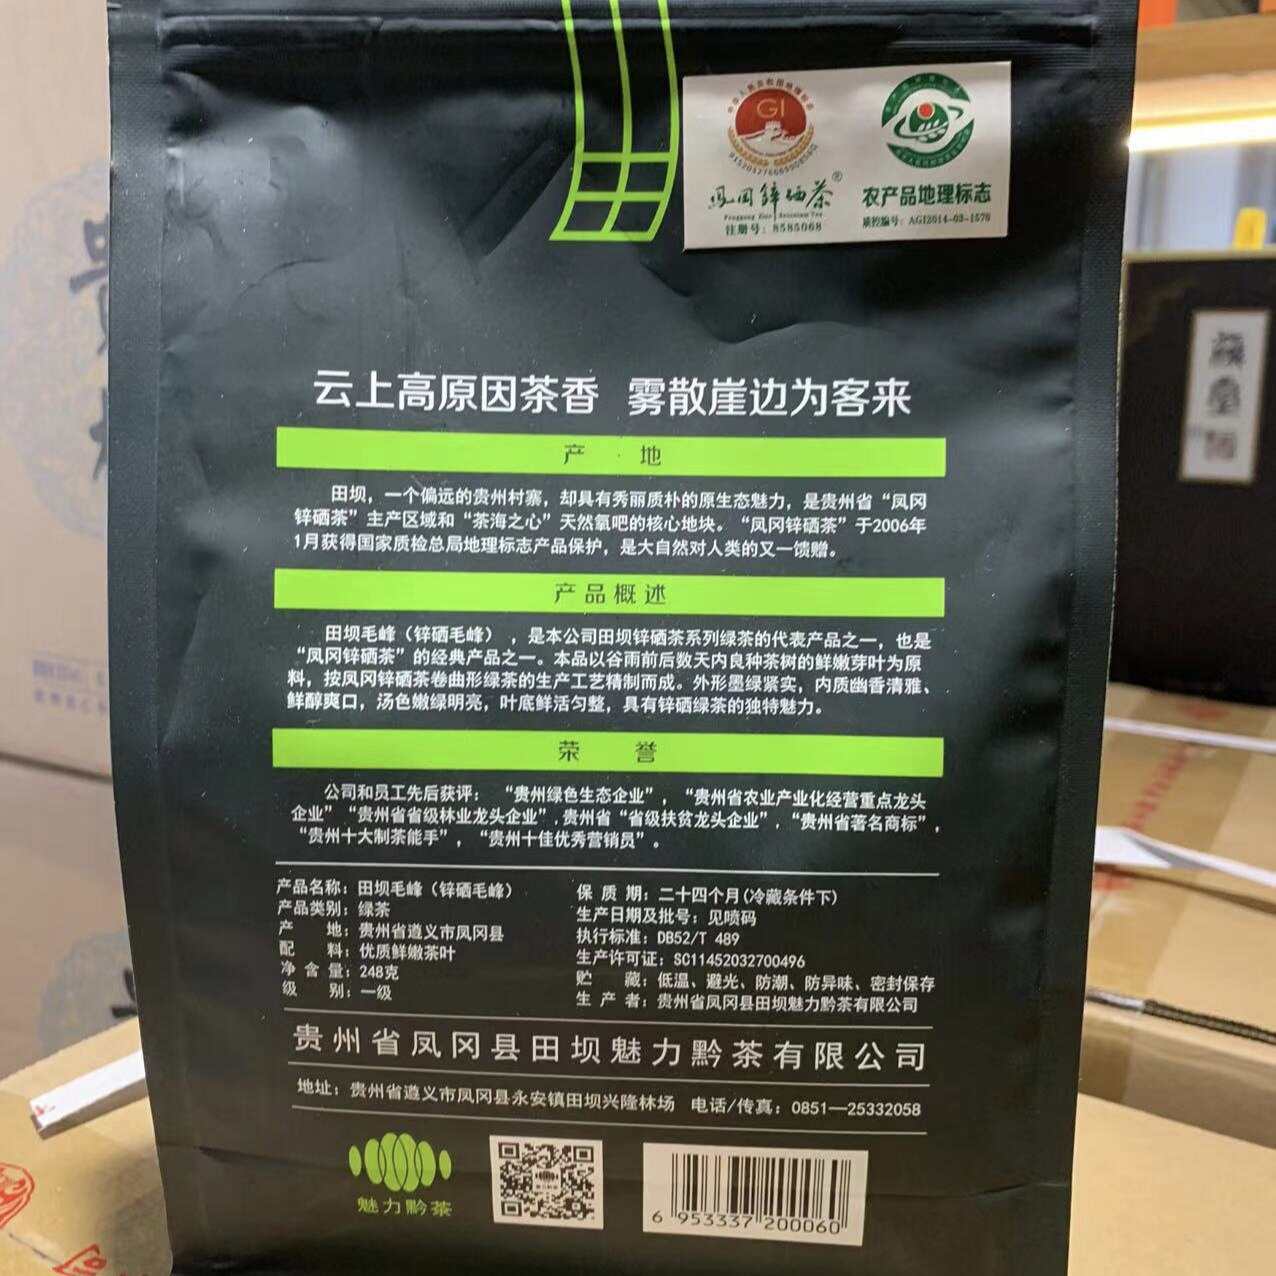 中华人民共和国地理标志
GI
凤冈锌硒茶®
Fenggang Zinc Selenium Tea
注册号：8585068
农产品地理标志
质控编号：AGI2014-03-1570
云上高原因茶香 雾散崖边为客来
产·地
田坝，一个偏远的贵州村寨，却具有秀丽质朴的原生态魅力，是贵州省“凤冈
锌硒茶”主产区域和“茶海之心”天然氧吧的核心地块。“凤冈锌硒茶”于2006年
1月获得国家质检总局地理标志产品保护，是大自然对人类的又一馈赠。
产品概述
田坝毛峰（锌硒毛峰），是本公司田坝锌硒茶系列绿茶的代表产品之一，也是
“凤冈锌硒茶”的经典产品之一。本品以谷雨前后数天内良种茶树的鲜嫩芽叶为原
料，按凤冈锌硒茶卷曲形绿茶的生产工艺精制而成。外形墨绿紧实，内质幽香清雅、
鲜醇爽口，汤色嫩绿明亮，叶底鲜活匀整，具有锌硒绿茶的独特魅力。
荣 誉
公司和员工先后获评：“贵州绿色生态企业”，“贵州省农业产业化经营重点龙头
企业”“贵州省省级林业龙头企业”，贵州省“省级扶贫龙头企业”，“贵州省著名商标”，
“贵州十大制茶能手”，“贵州十佳优秀营销员”。
产品名称：田坝毛峰（锌硒毛峰）
产品类别：绿茶
产 地：贵州省遵义市凤冈县
配 料：优质鲜嫩茶叶
净 含 量：248克
级 别：一级
保 质 期：二十四个月(冷藏条件下)
生产日期及批号：见喷码
执行标准：DB52/T 489
生产许可证：SC11452032700496
贮 藏：低温、避光、防潮、防异味、密封保存
生 产 者：贵州省凤冈县田坝魅力黔茶有限公司
贵州省凤冈县田坝魅力黔茶有限公司
地址：贵州省遵义市凤冈县永安镇田坝兴隆林场 电话/传真：0851—25332058
魅力黔茶
6 953337 200060